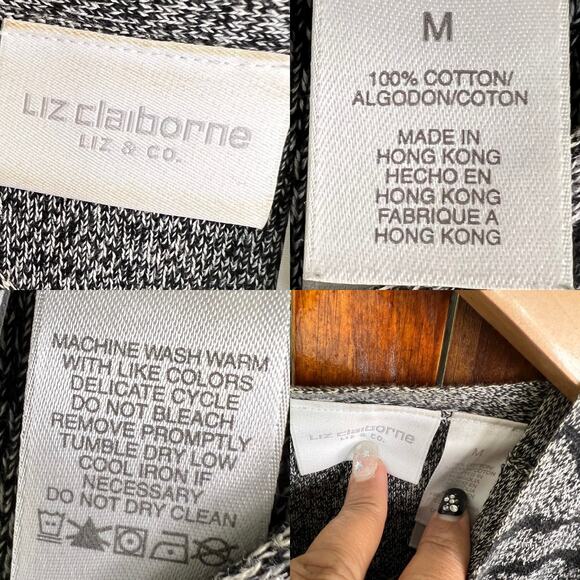 Liz claiborne
LIZ & CO.
M
100% COTTON/
ALGODON/COTON
MADE IN
HONG KONG
HECHO EN
HONG KONG
FABRIQUE A
HONG KONG
MACHINE WASH WARM
WITH LIKE COLORS
DELICATE CYCLE
DO NOT BLEACH
REMOVE PROMPTLY
TUMBLE DRY LOW
COOL IRON IF
NECESSARY
DO NOT DRY CLEAN
Liz claiborne
LIZ & CO.
M